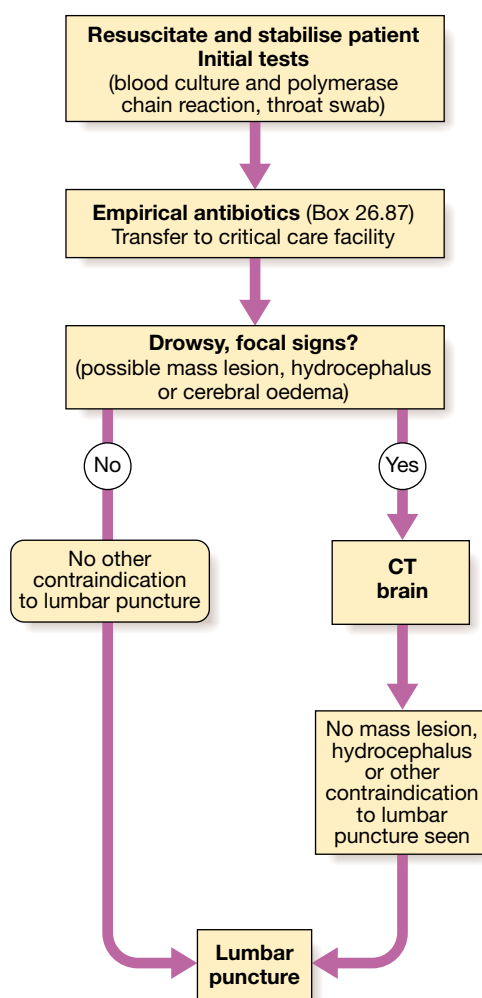 Resuscitate and stabilise patient
Initial tests
(blood culture and polymerase
chain reaction, throat swab)
Empirical antibiotics (Box 26.87)
Transfer to critical care facility
Drowsy, focal signs?
(possible mass lesion, hydrocephalus
or cerebral oedema)
No
Yes
No other
contraindication
to lumbar puncture
CT
brain
No mass lesion,
hydrocephalus
or other
contraindication
to lumbar
puncture seen
Lumbar
puncture